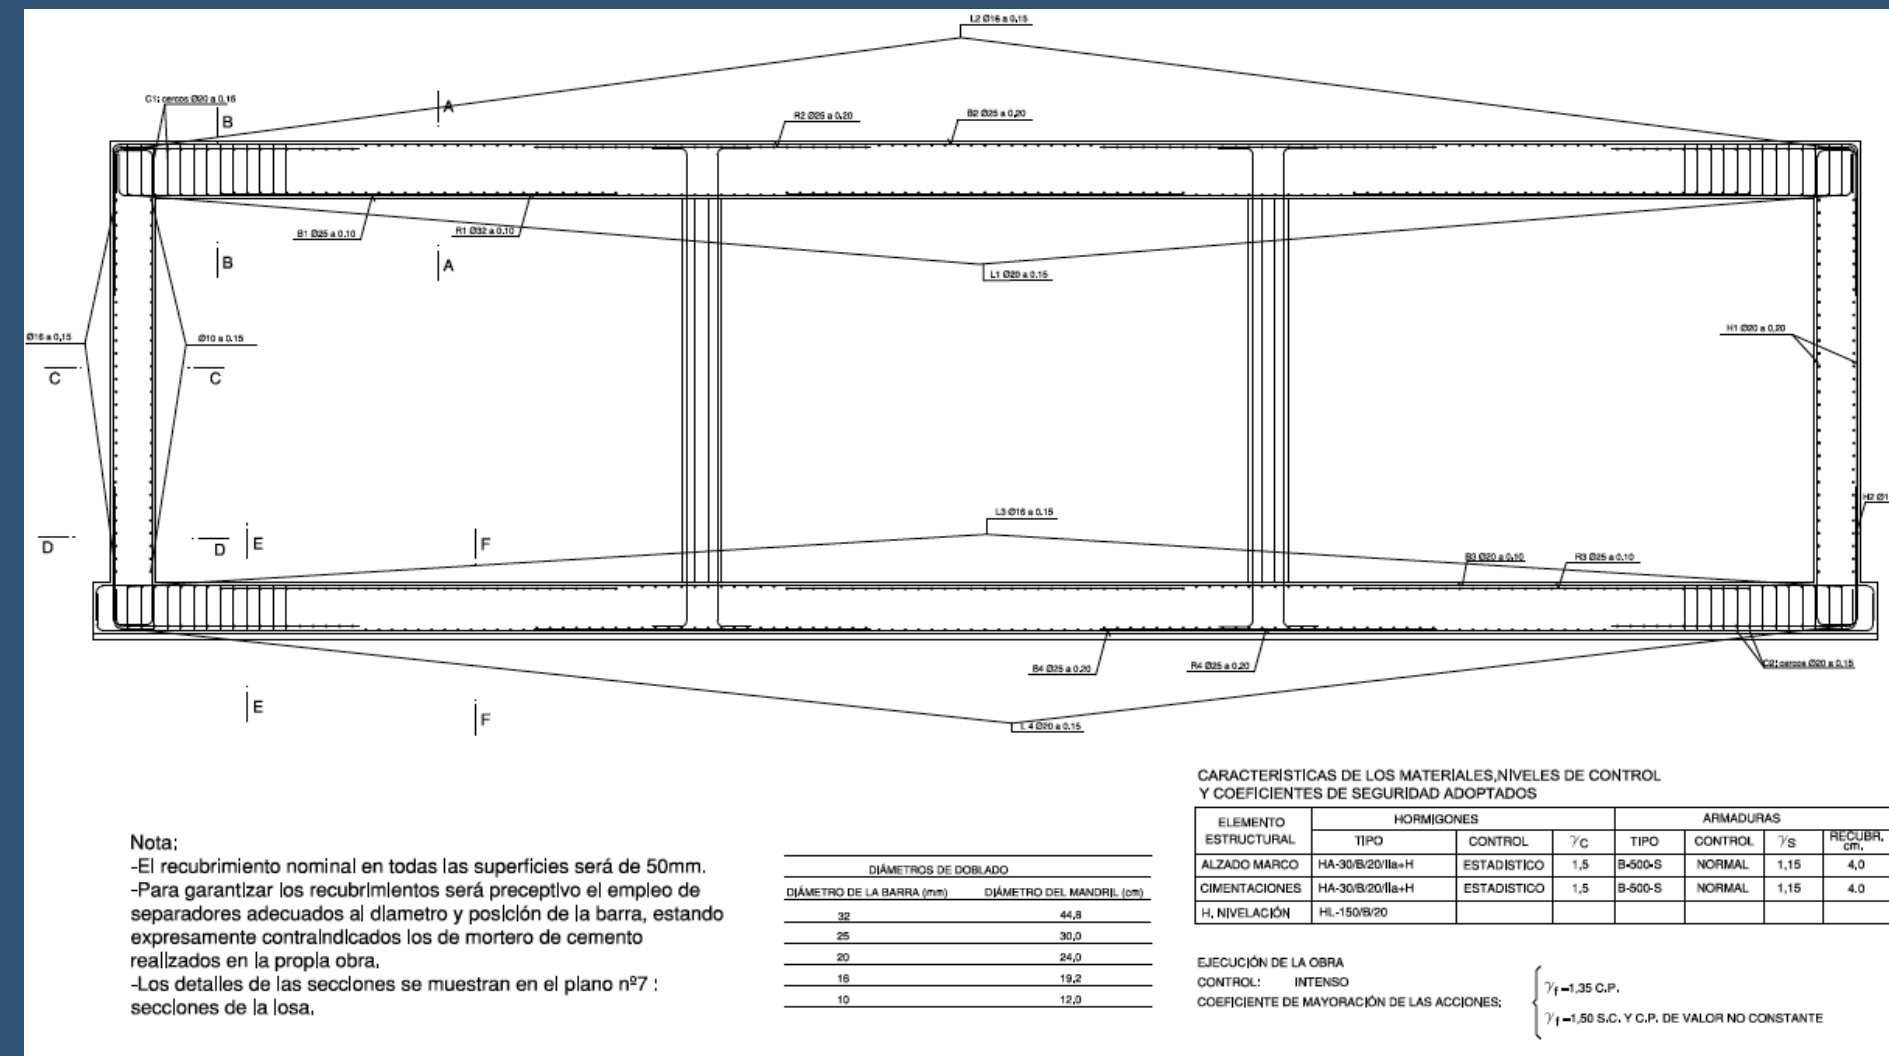 L2 Ø16 a 0,15
C1: cercos Ø20 a 0,15
B
A
R2 Ø25 a 0,20
B2 Ø25 a 0,20
B1 Ø25 a 0.10
R1 Ø32 a 0.10
B
A
L1 Ø20 a 0.15
Ø16 a 0,15
Ø10 a 0.15
H1 Ø20 a 0,20
C
C
L3 Ø16 a 0.15
H2
D
D
E
F
B3 Ø20 a 0.10
R3 Ø25 a 0.10
B4 Ø25 a 0.20
R4 Ø25 a 0.20
C2: cercos Ø20 a 0.15
E
F
L 4 Ø20 a 0.15
Nota:
-El recubrimiento nominal en todas las superficies será de 50mm.
-Para garantizar los recubrimientos será preceptivo el empleo de
separadores adecuados al diametro y posición de la barra, estando
expresamente contraindicados los de mortero de cemento
realizados en la propia obra.
-Los detalles de las secciones se muestran en el plano nº7 :
secciones de la losa.
DIÁMETROS DE DOBLADO
DIÁMETRO DE LA BARRA (mm) DIÁMETRO DEL MANDRIL (cm)
32 44,8
25 30,0
20 24,0
16 19,2
10 12,0
CARACTERISTICAS DE LOS MATERIALES,NIVELES DE CONTROL
Y COEFICIENTES DE SEGURIDAD ADOPTADOS
ELEMENTO ESTRUCTURAL HORMIGONES ARMADURAS
TIPO CONTROL γC TIPO CONTROL γS RECUBR. cm.
ALZADO MARCO HA-30/B/20/IIa+H ESTADISTICO 1,5 B-500-S NORMAL 1,15 4,0
CIMENTACIONES HA-30/B/20/IIa+H ESTADISTICO 1,5 B-500-S NORMAL 1,15 4.0
H. NIVELACIÓN HL-150/B/20
EJECUCIÓN DE LA OBRA
CONTROL: INTENSO
COEFICIENTE DE MAYORACIÓN DE LAS ACCIONES:
γf=1,35 C.P.
γf=1,50 S.C. Y C.P. DE VALOR NO CONSTANTE